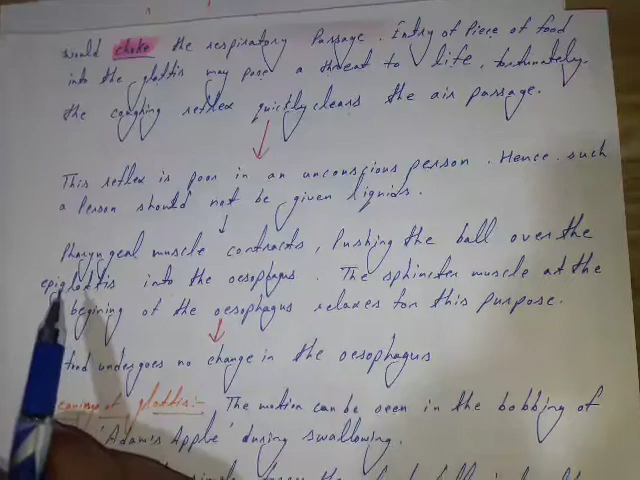 would choke the respiratory Passage. Entry of Piece of food
into the glottis may pose a threat to life, fortunately
the coughing reflex quickly clears the air passage.
This reflex is poor in an unconscious person. Hence such
a Person should not be given liquids.
Pharyngeal muscle contracts, Pushing the ball over the
epiglottis into the oesophagus. The sphincter muscle at the
begining of the oesophagus relaxes for this purpose.
food undergoes no change in the oesophagus
of glottis:- The motion can be seen in the bobbing of
'Adam's Apple' during swallowing.